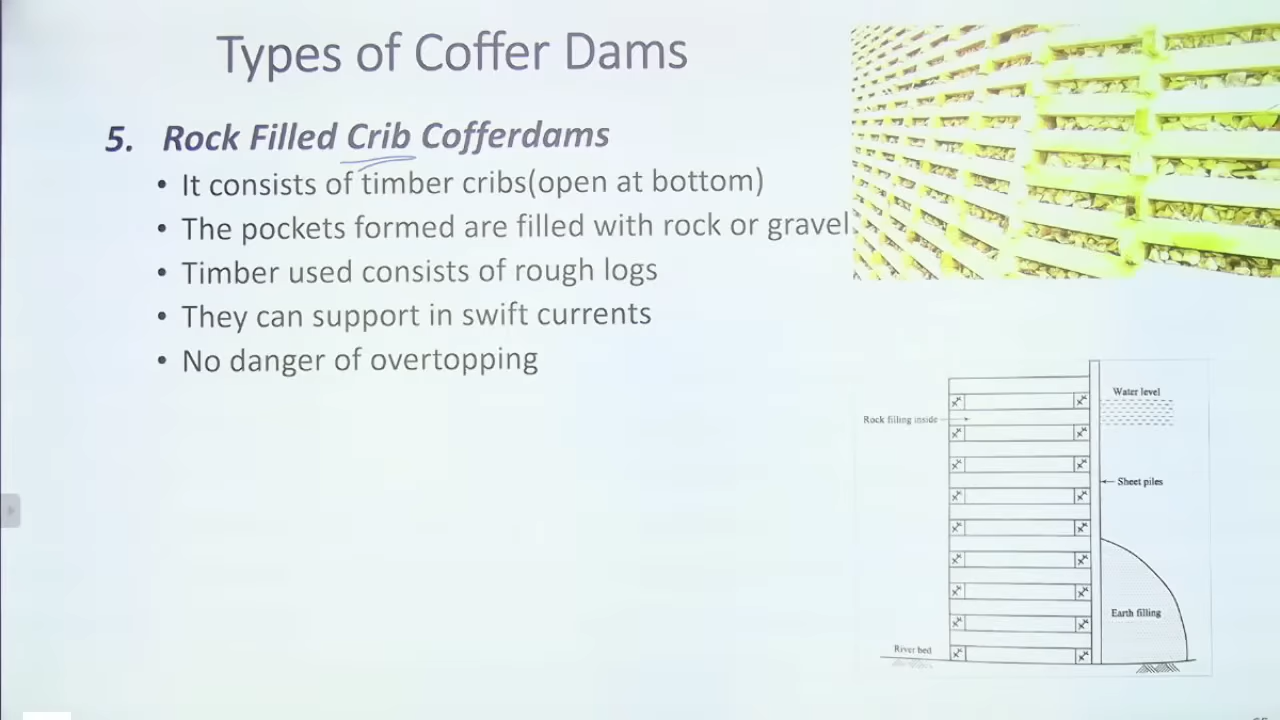 Types of Coffer Dams
5. Rock Filled Crib Cofferdams
• It consists of timber cribs(open at bottom)
• The pockets formed are filled with rock or gravel.
• Timber used consists of rough logs
• They can support in swift currents
• No danger of overtopping
Water level
Rock filling inside
Sheet piles
Earth filling
River bed